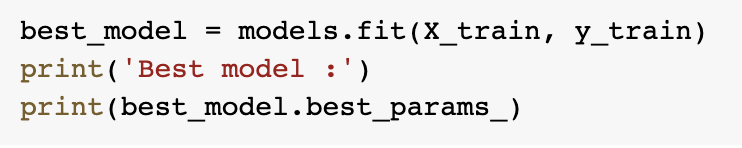 best_model = models.fit(X_train, y_train)
print('Best model :')
print(best_model.best_params_)